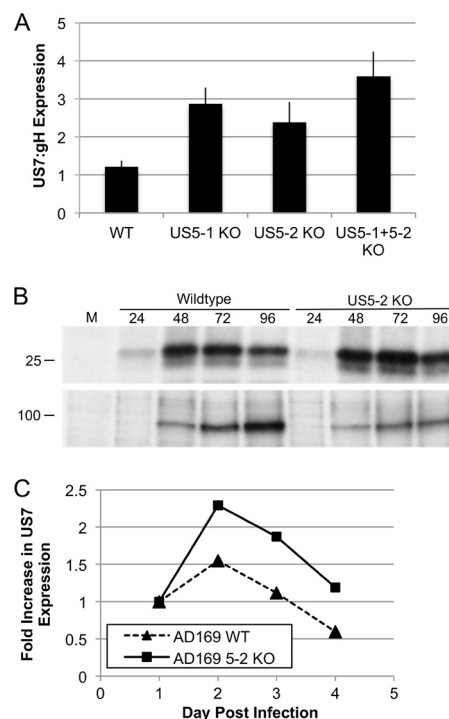 A
US7:gH Expression
5
4
3
2
1
0
WT
US5-1 KO
US5-2 KO
US5-1+5-2
KO
B
Wildtype
US5-2 KO
M
24
48
72
96
24
48
72
96
25
100
C
Fold Increase in US7
Expression
2.5
2
1.5
1
0.5
0
AD169 WT
AD169 5-2 KO
0
1
2
3
4
5
Day Post Infection